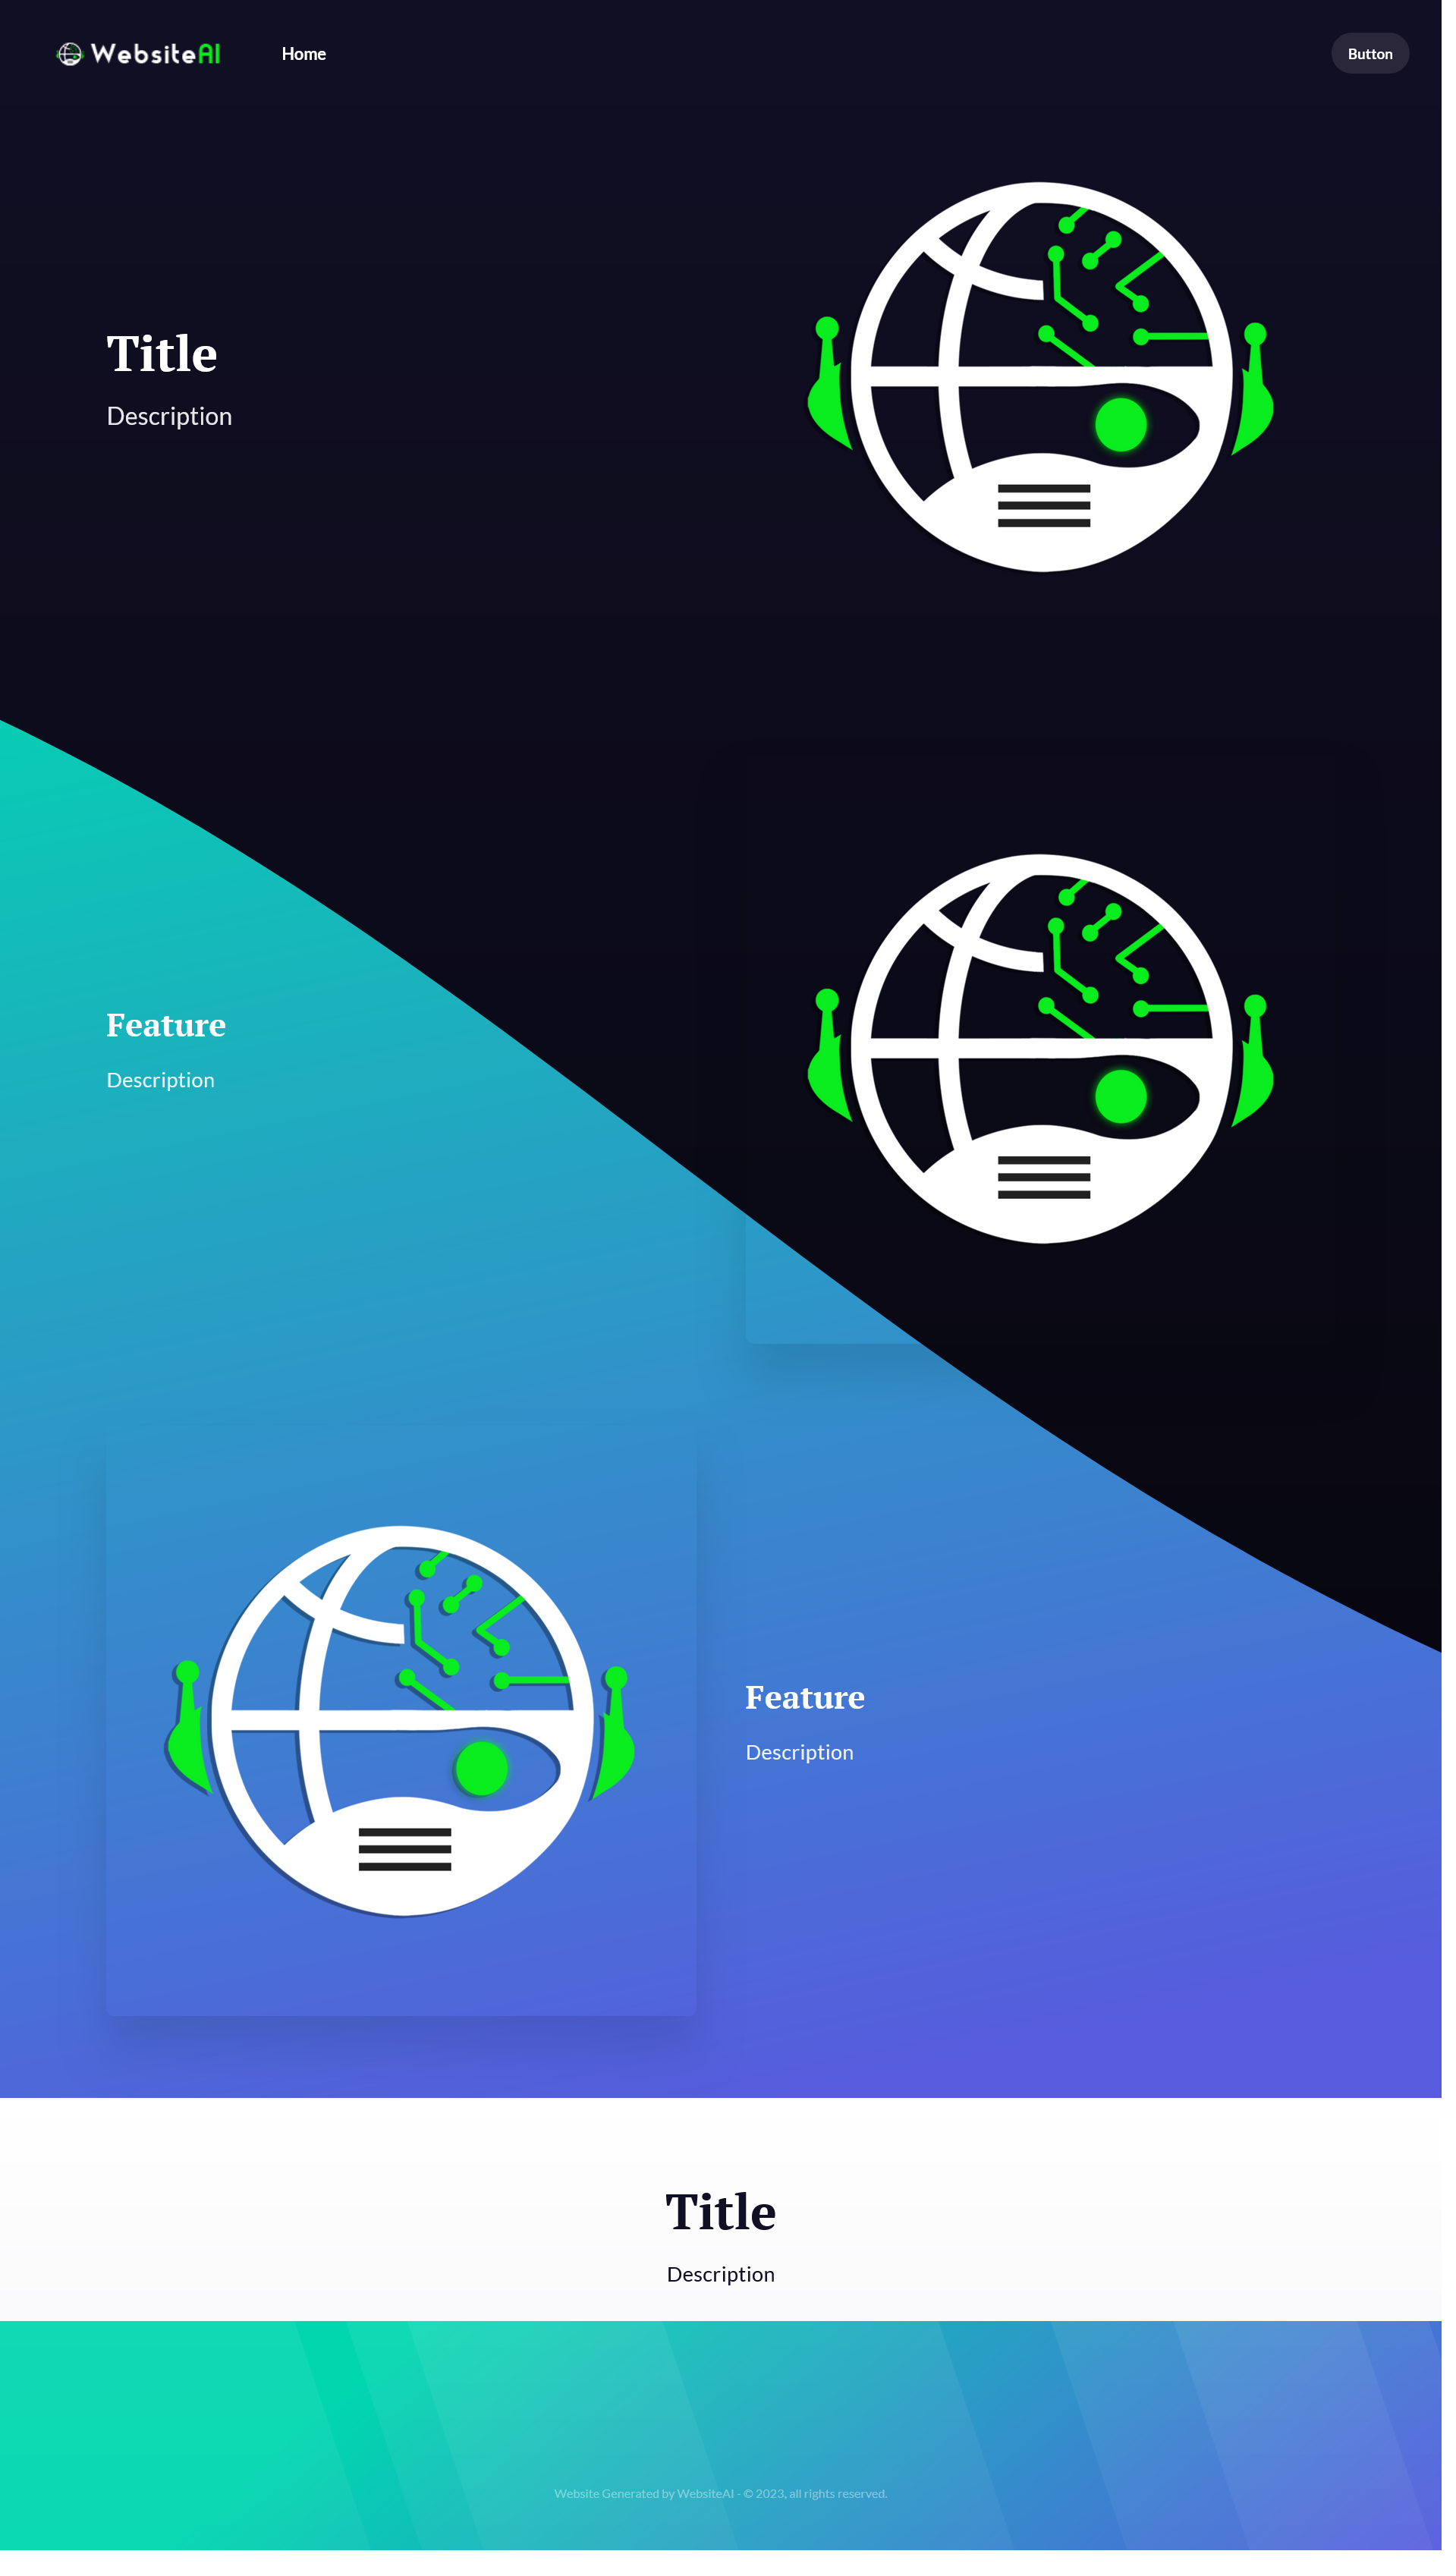 WebsiteAI
Home
Button
Title
Description
Feature
Description
Feature
Description
Title
Description
Website Generated by WebsiteAI - © 2023, all rights reserved.